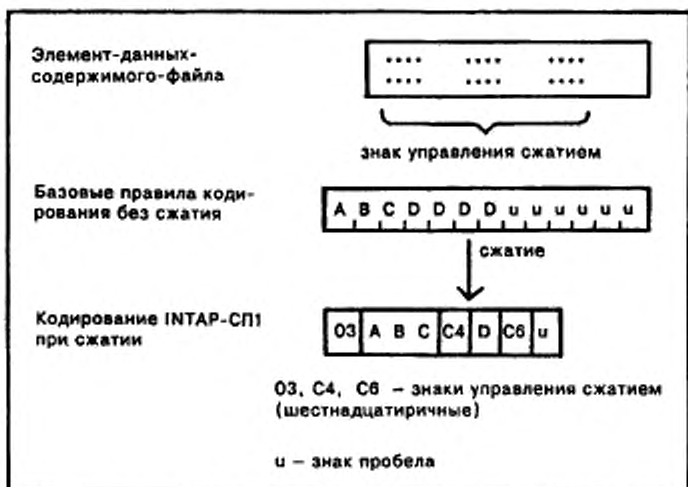 Элемент-данных-
содержимого-файла
.... .... ....
.... .... ....
знак управления сжатием
Базовые правила коди-
рования без сжатия
A B C D D D D u u u u u u
сжатие
Кодирование INTAP-СП1
при сжатии
03 A B C C4 D C6 u
03, C4, C6 – знаки управления сжатием
(шестнадцатиричные)
u – знак пробела